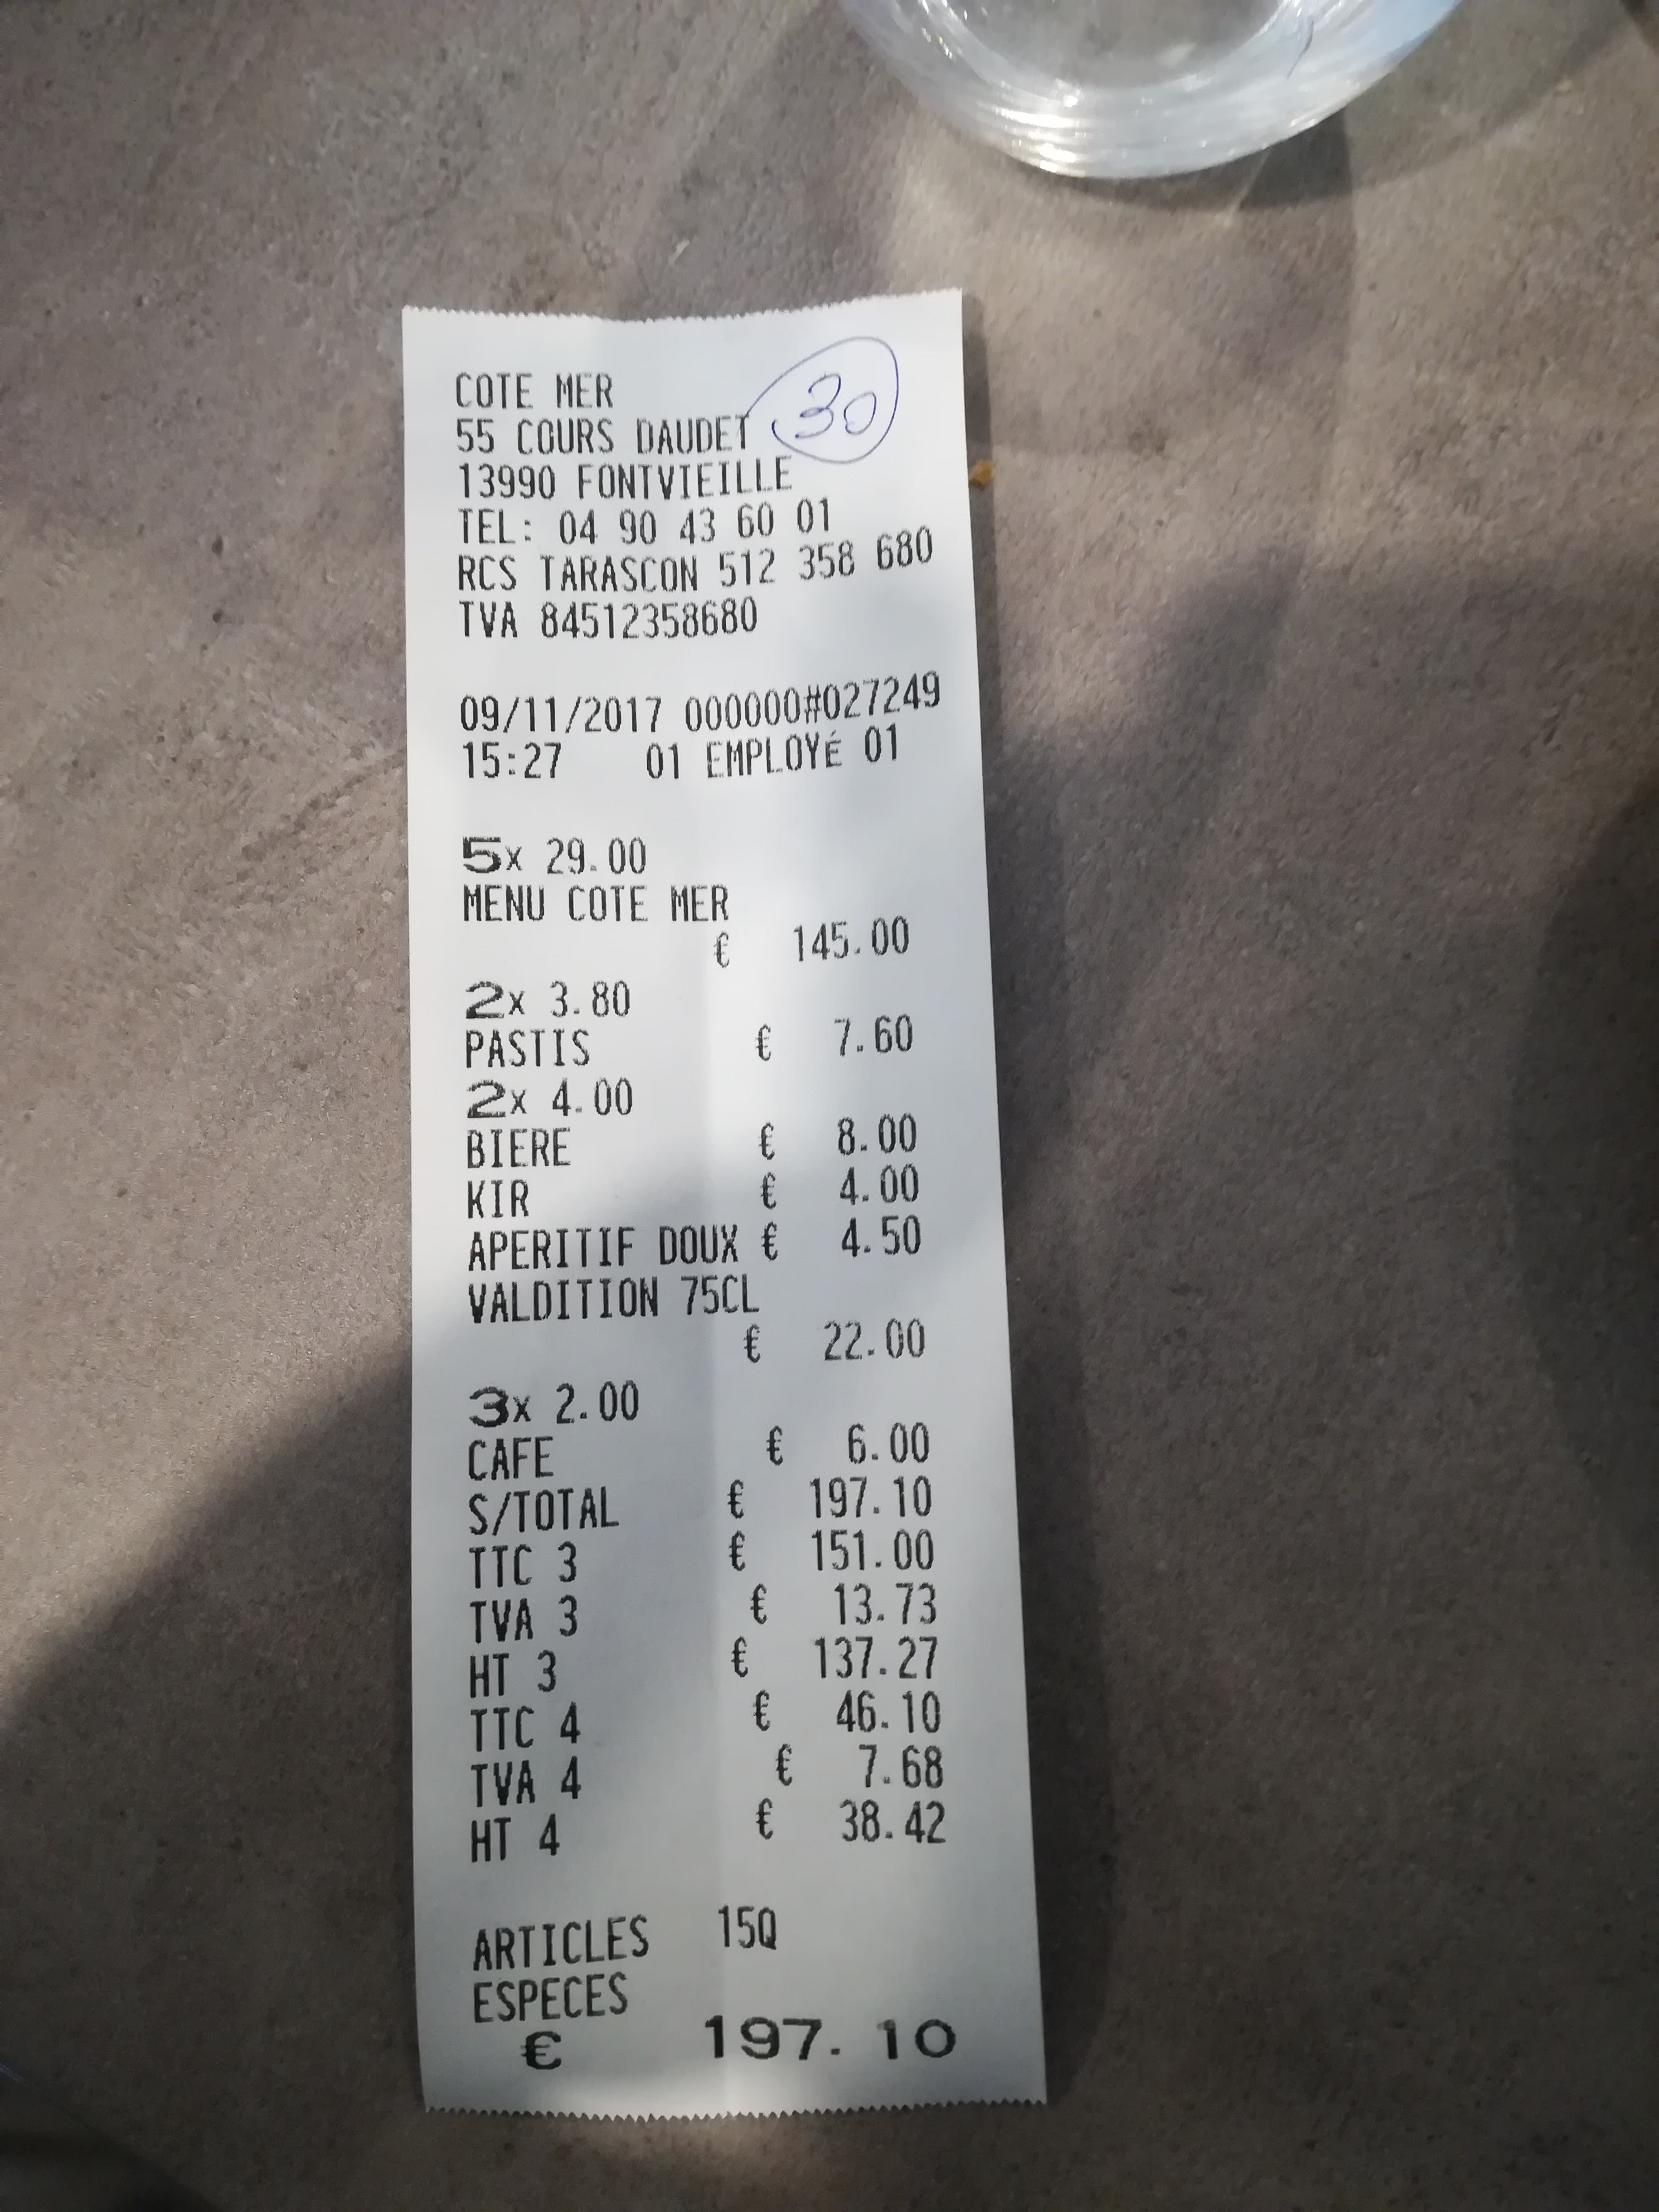 COTE MER
30
55 COURS DAUDET
13990 FONTVIEILLE
TEL: 04 90 43 60 01
RCS TARASCON 512 358 680
TVA 84512358680
09/11/2017 000000#027249
15:27 01 EMPLOYÉ 01
5x 29.00
MENU COTE MER
€ 145.00
2x 3.80
PASTIS € 7.60
2x 4.00
BIERE € 8.00
KIR € 4.00
APERITIF DOUX € 4.50
VALDITION 75CL
€ 22.00
3x 2.00
CAFE € 6.00
S/TOTAL € 197.10
TTC 3 € 151.00
TVA 3 € 13.73
HT 3 € 137.27
TTC 4 € 46.10
TVA 4 € 7.68
HT 4 € 38.42
ARTICLES 15Q
ESPECES
€ 197.10